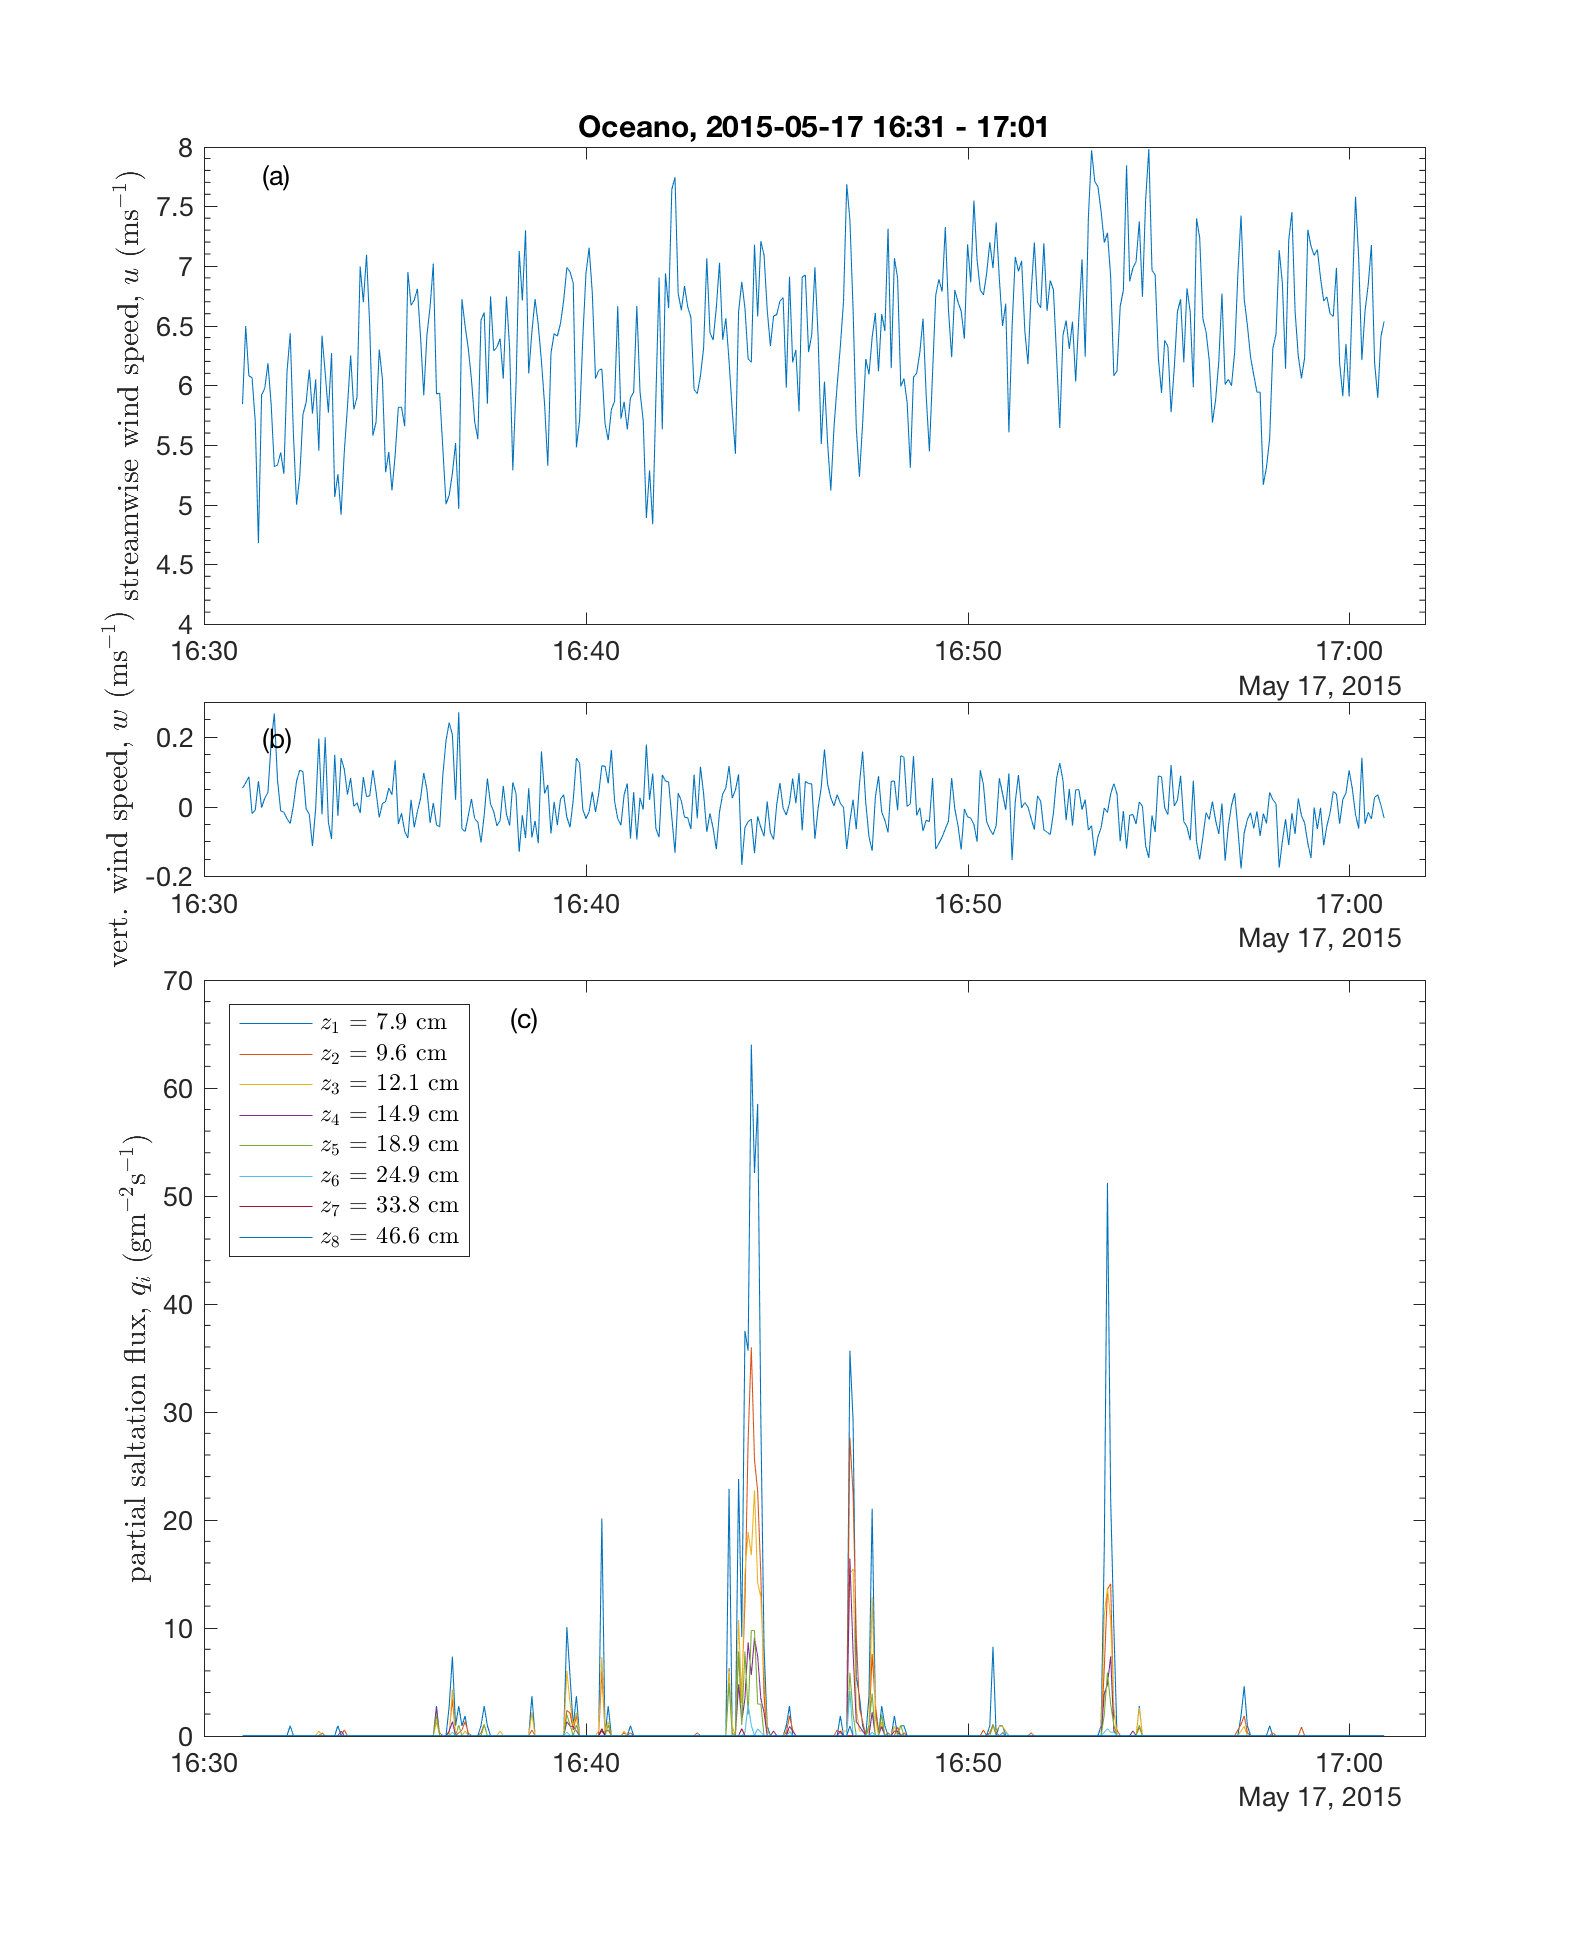 Oceano, 2015-05-17 16:31 - 17:01
(a)
streamwise wind speed, u (ms⁻¹)
8
7.5
7
6.5
6
5.5
5
4.5
4
16:30 16:40 16:50 17:00
May 17, 2015
(b)
vert. wind speed, w (ms⁻¹)
0.2
0
-0.2
16:30 16:40 16:50 17:00
May 17, 2015
(c)
partial saltation flux, qᵢ (gm⁻²s⁻¹)
70
60
50
40
30
20
10
0
z₁ = 7.9 cm
z₂ = 9.6 cm
z₃ = 12.1 cm
z₄ = 14.9 cm
z₅ = 18.9 cm
z₆ = 24.9 cm
z₇ = 33.8 cm
z₈ = 46.6 cm
16:30 16:40 16:50 17:00
May 17, 2015